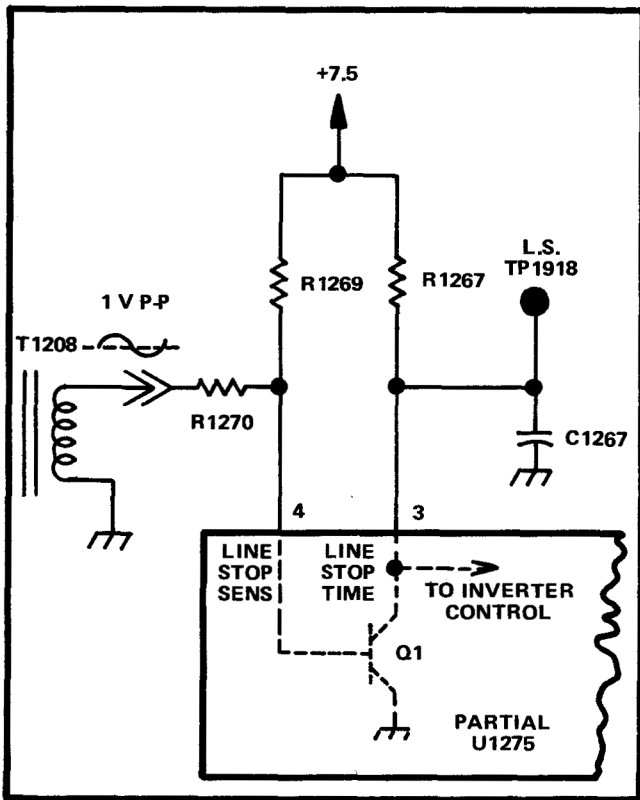 +7.5
L.S.
TP1918
R1269
R1267
1 V P-P
T1208
R1270
C1267
4
3
LINE
STOP
SENS
LINE
STOP
TIME
TO INVERTER
CONTROL
Q1
PARTIAL
U1275